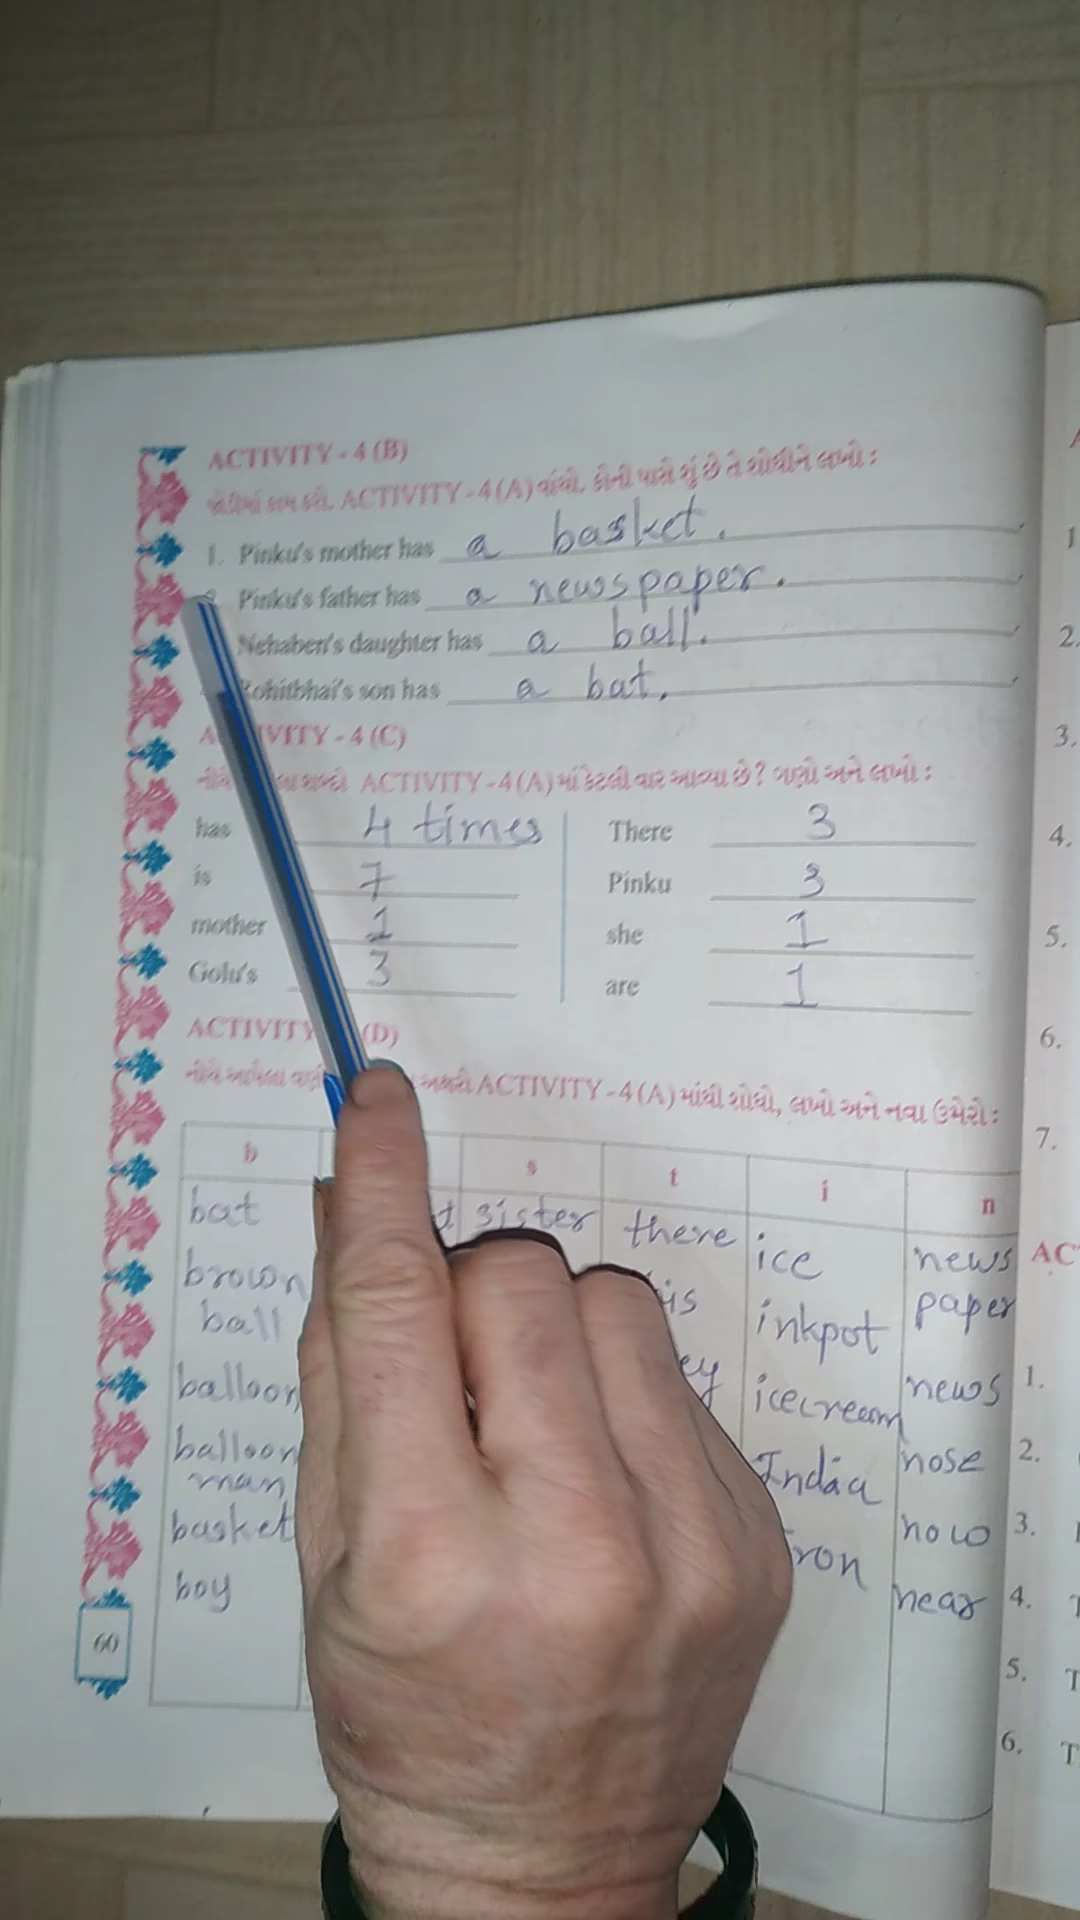 ACTIVITY - 4 (B)
ACTIVITY - 4 (A) વાંચો. કોની પાસે શું છે તે શોધીને લખો :
1. Pinku's mother has a basket.
Pinku's father has a newspaper.
Nehaben's daughter has a ball.
Rohitbhai's son has a bat.
VITY - 4 (C)
ACTIVITY - 4 (A) માં કેટલી વાર આવ્યા છે? ગણો અને લખો :
has 4 times There 3
is 7 Pinku 3
mother 1 she 1
Golu's 3 are 1
ACTIVITY (D)
ACTIVITY - 4 (A) માંથી શોધો, લખો અને નવા ઉમેરો :
b s t i n
bat sister there ice news
brown is inkpot paper
ball ey icecream news
balloon India nose
balloon ron now
man near
basket
boy
60
1
2.
3.
4.
5.
6.
7.
AC
1.
2.
3.
4. T
5. T
6. T